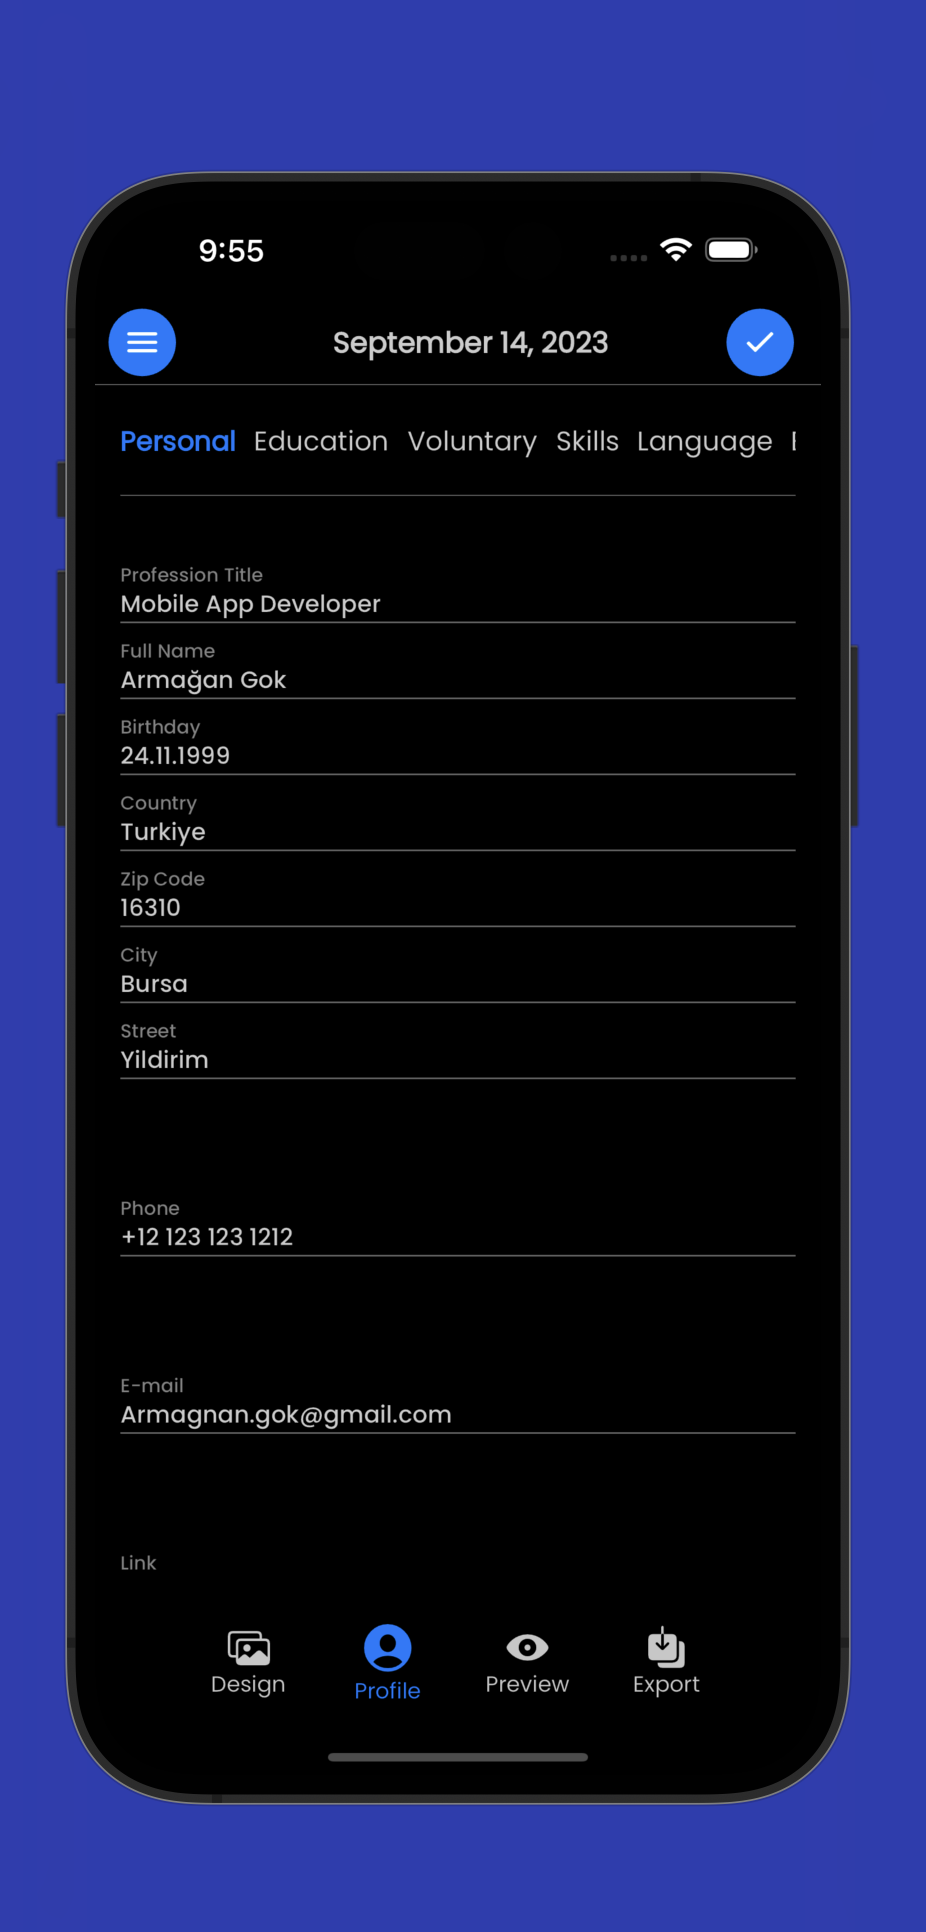 9:55
September 14, 2023
Personal Education Voluntary Skills Language
Profession Title
Mobile App Developer
Full Name
Armağan Gok
Birthday
24.11.1999
Country
Turkiye
Zip Code
16310
City
Bursa
Street
Yildirim
Phone
+12 123 123 1212
E-mail
Armagnan.gok@gmail.com
Link
Design Profile Preview Export